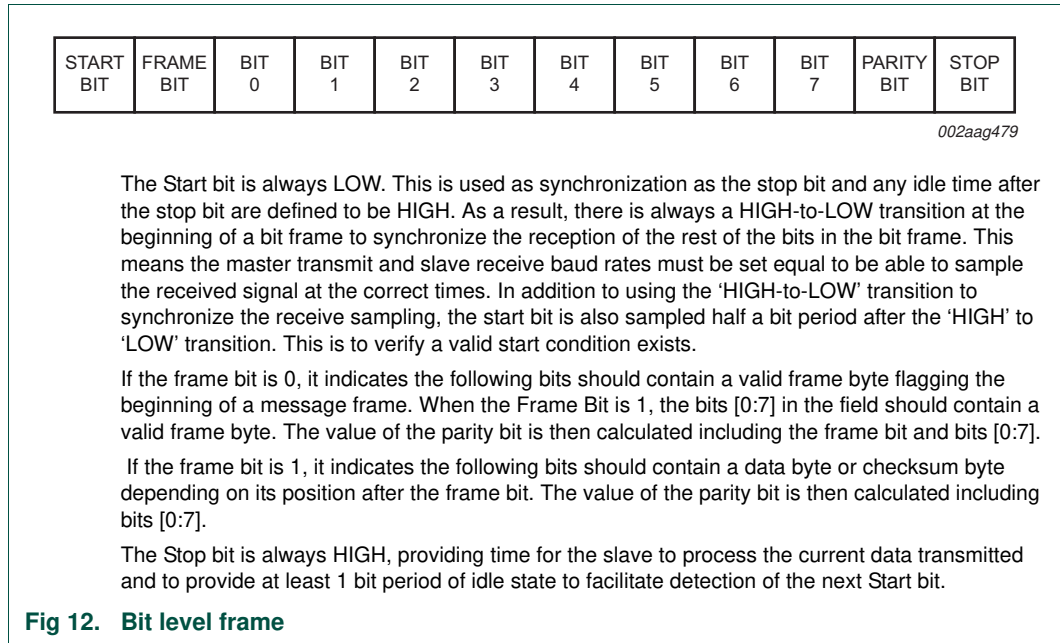 START FRAME BIT BIT BIT BIT BIT BIT BIT BIT PARITY STOP
BIT BIT 0 1 2 3 4 5 6 7 BIT BIT
002aag479
The Start bit is always LOW. This is used as synchronization as the stop bit and any idle time after
the stop bit are defined to be HIGH. As a result, there is always a HIGH-to-LOW transition at the
beginning of a bit frame to synchronize the reception of the rest of the bits in the bit frame. This
means the master transmit and slave receive baud rates must be set equal to be able to sample
the received signal at the correct times. In addition to using the ‘HIGH-to-LOW’ transition to
synchronize the receive sampling, the start bit is also sampled half a bit period after the ‘HIGH’ to
‘LOW’ transition. This is to verify a valid start condition exists.
If the frame bit is 0, it indicates the following bits should contain a valid frame byte flagging the
beginning of a message frame. When the Frame Bit is 1, the bits [0:7] in the field should contain a
valid frame byte. The value of the parity bit is then calculated including the frame bit and bits [0:7].
If the frame bit is 1, it indicates the following bits should contain a data byte or checksum byte
depending on its position after the frame bit. The value of the parity bit is then calculated including
bits [0:7].
The Stop bit is always HIGH, providing time for the slave to process the current data transmitted
and to provide at least 1 bit period of idle state to facilitate detection of the next Start bit.
Fig 12. Bit level frame